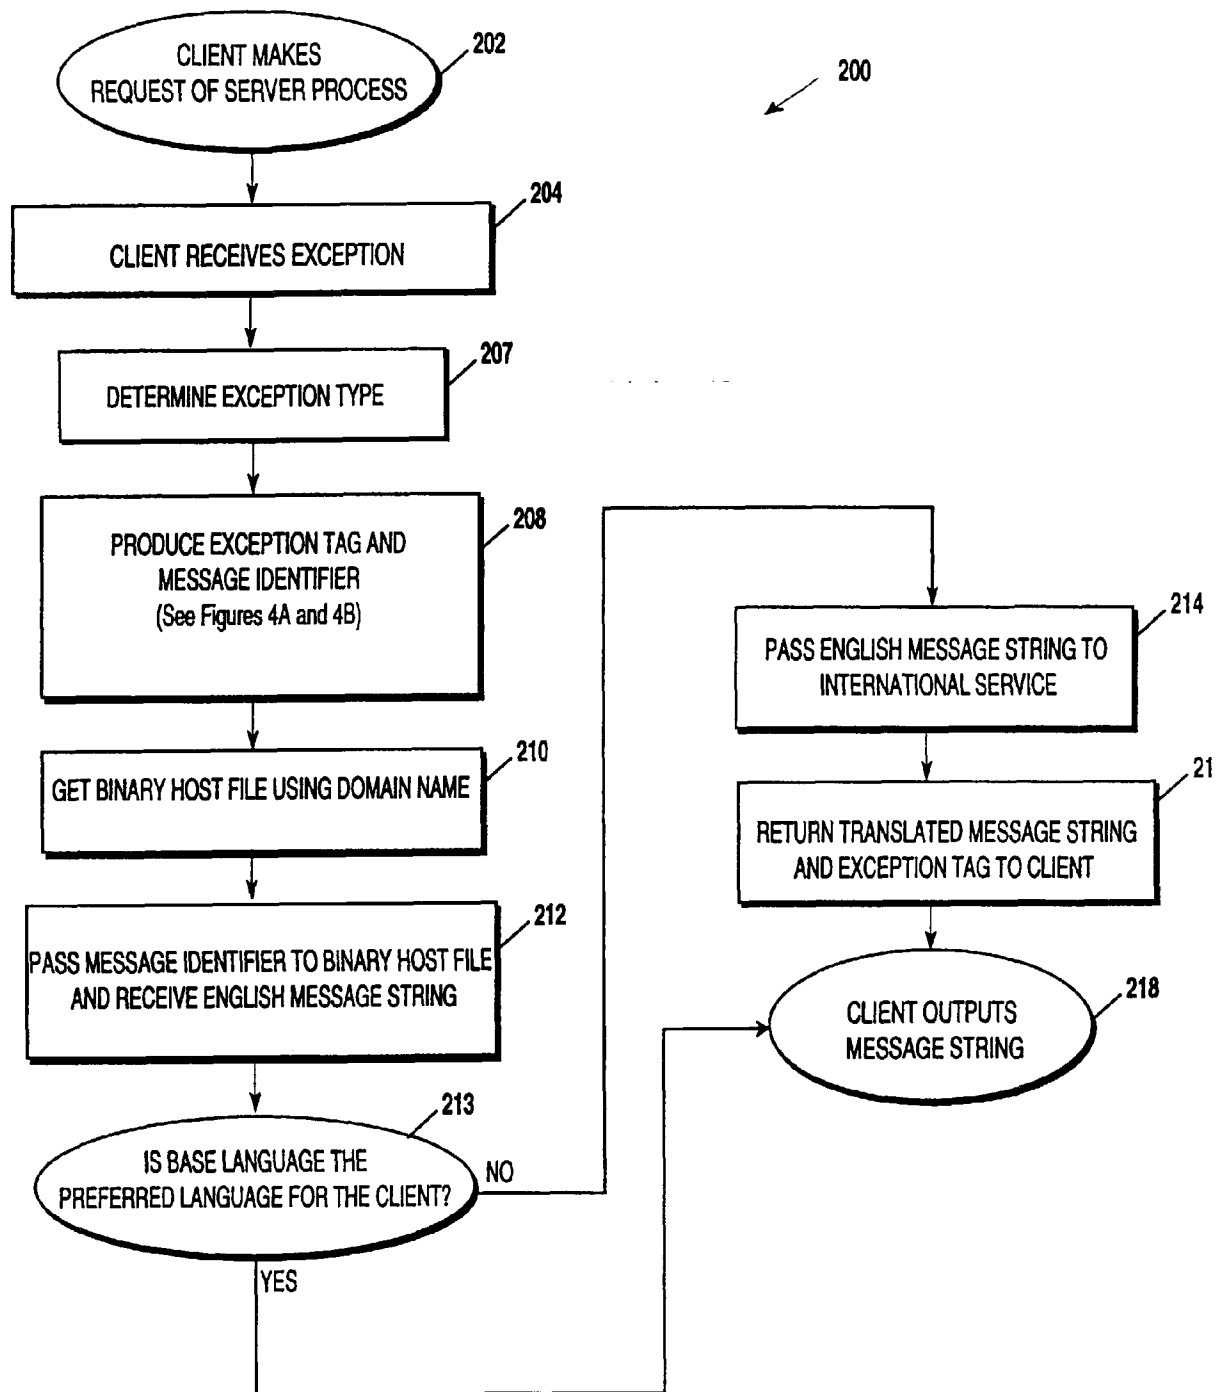 CLIENT MAKES
REQUEST OF SERVER PROCESS
202
200
204
CLIENT RECEIVES EXCEPTION
207
DETERMINE EXCEPTION TYPE
208
PRODUCE EXCEPTION TAG AND
MESSAGE IDENTIFIER
(See Figures 4A and 4B)
210
GET BINARY HOST FILE USING DOMAIN NAME
212
PASS MESSAGE IDENTIFIER TO BINARY HOST FILE
AND RECEIVE ENGLISH MESSAGE STRING
213
IS BASE LANGUAGE THE
PREFERRED LANGUAGE FOR THE CLIENT?
NO
YES
214
PASS ENGLISH MESSAGE STRING TO
INTERNATIONAL SERVICE
21
RETURN TRANSLATED MESSAGE STRING
AND EXCEPTION TAG TO CLIENT
218
CLIENT OUTPUTS
MESSAGE STRING